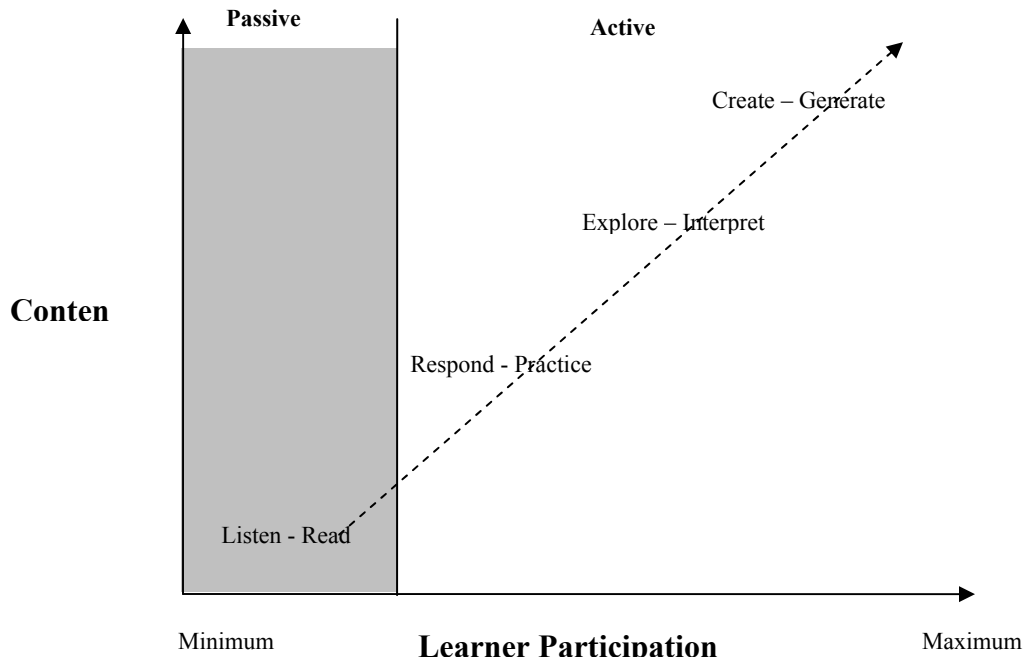 Passive
Active
Create – Generate
Explore – Interpret
Conten
Respond - Practice
Listen - Read
Minimum
Learner Participation
Maximum